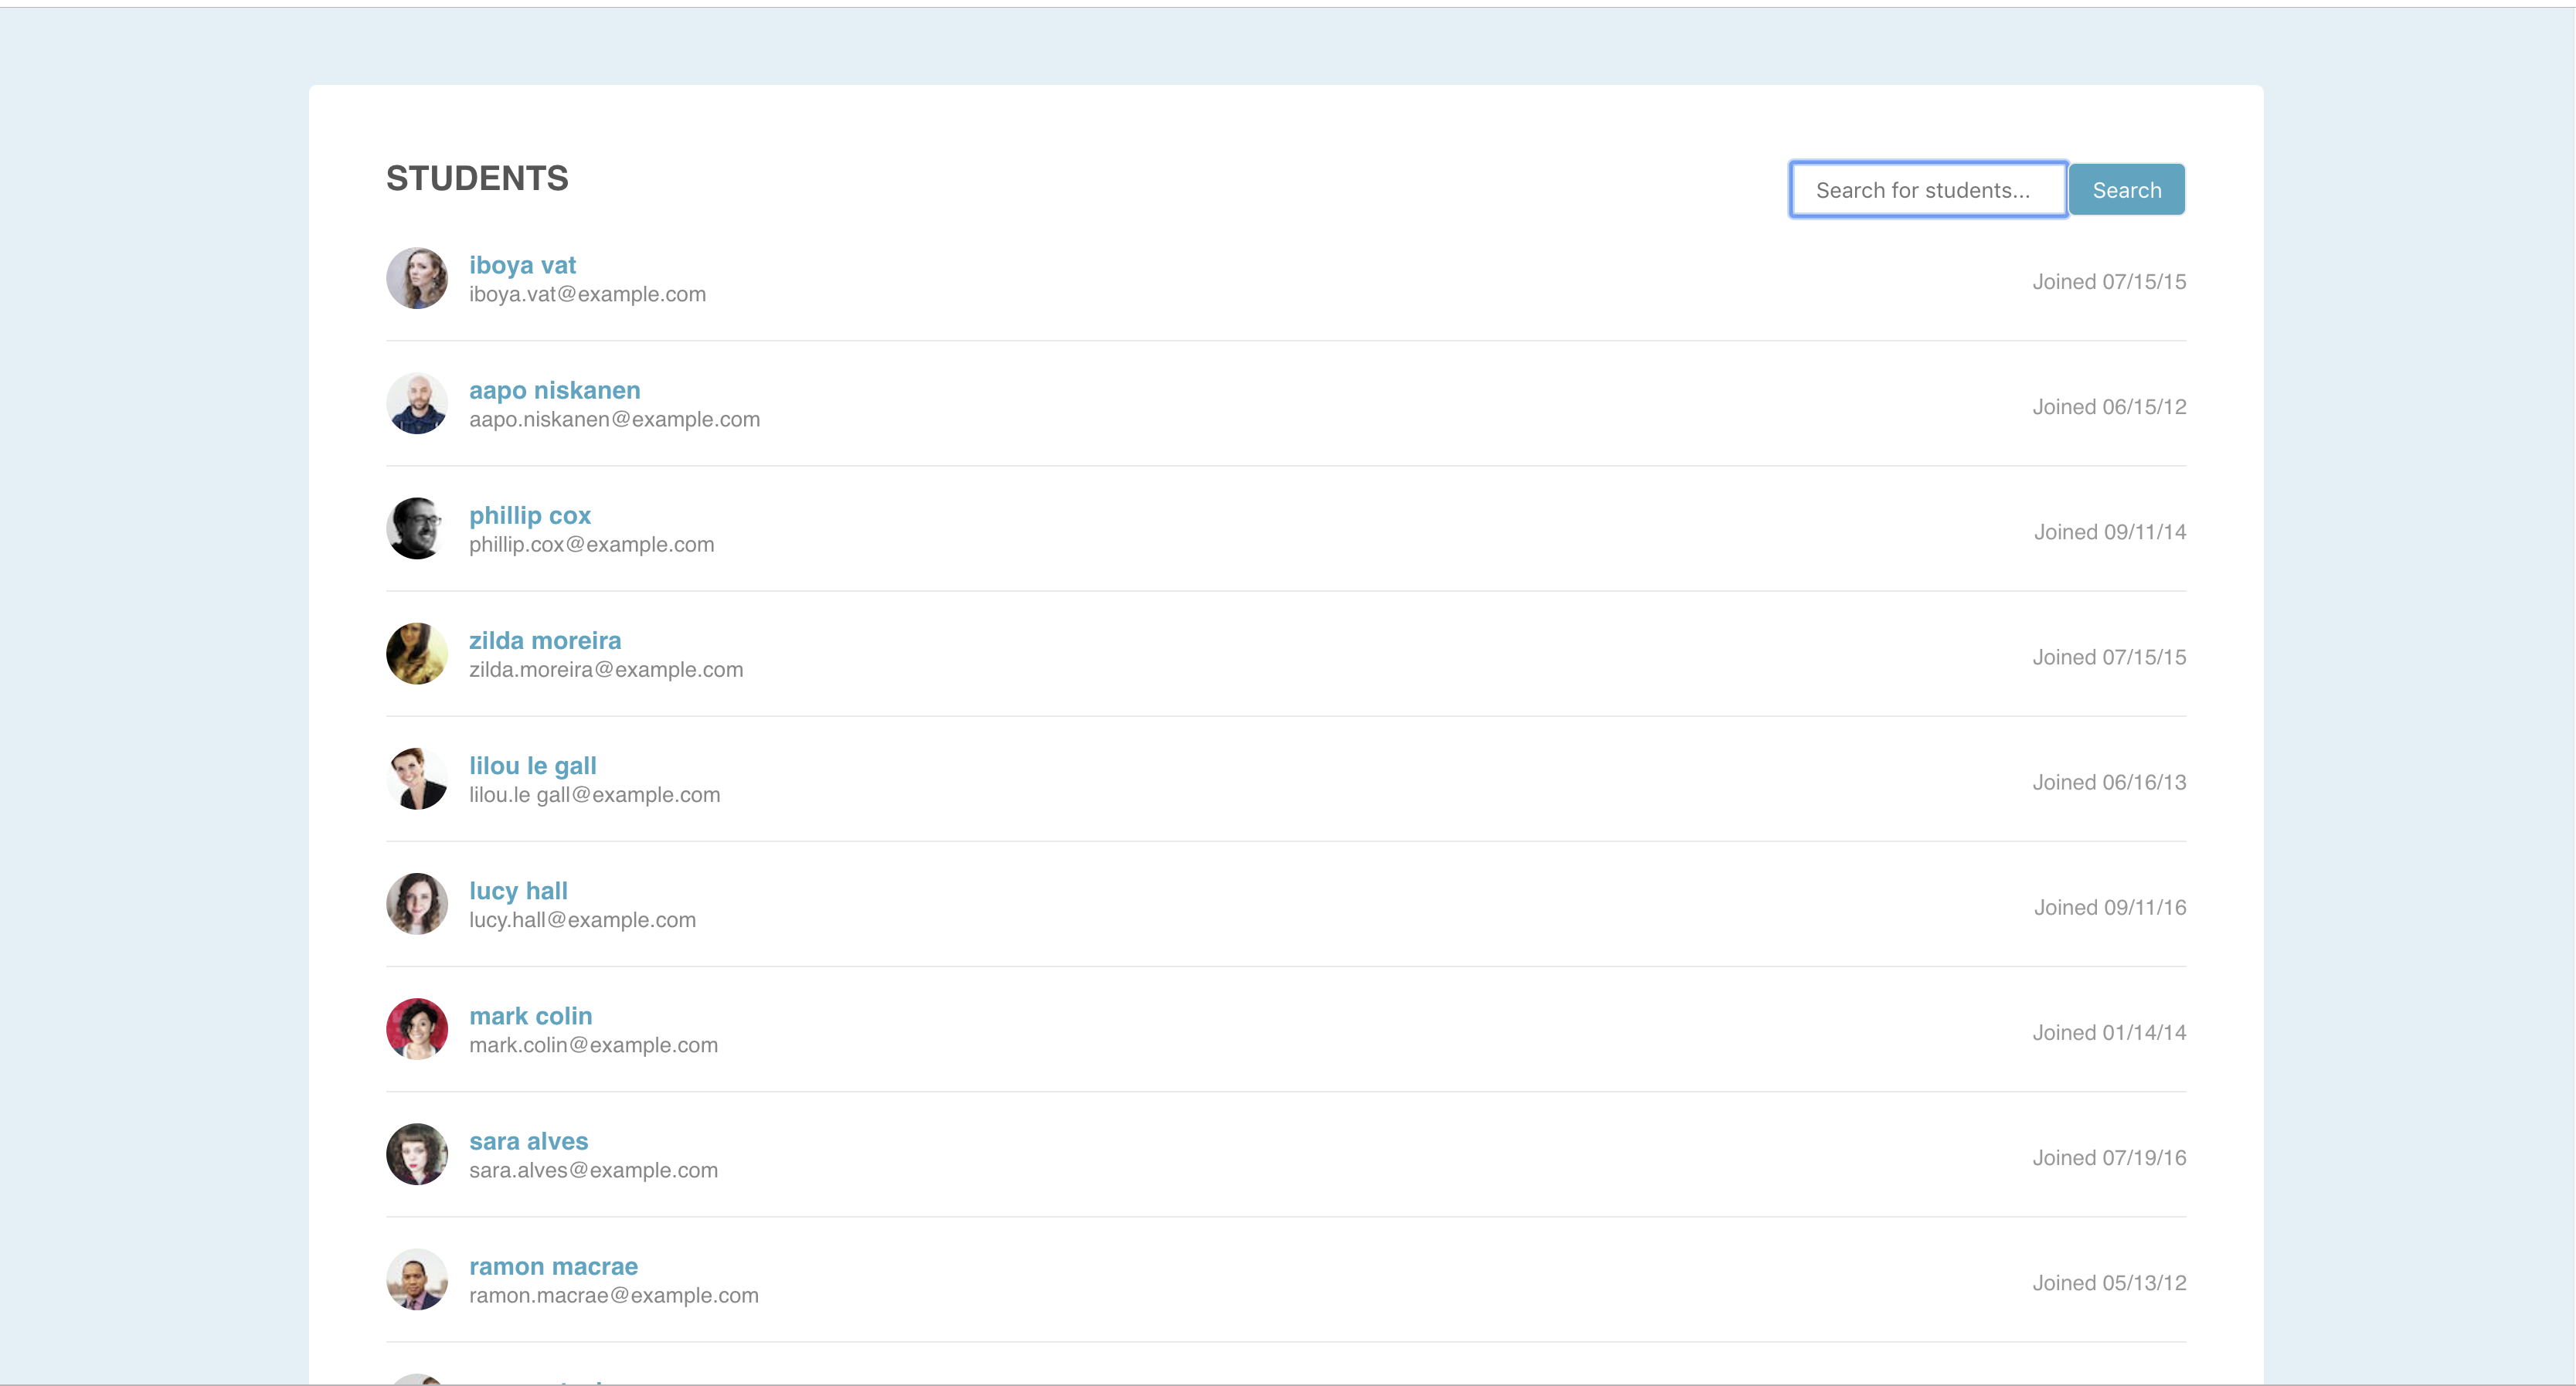 STUDENTS
Search for students...
Search
iboya vat
iboya.vat@example.com
Joined 07/15/15
aapo niskanen
aapo.niskanen@example.com
Joined 06/15/12
phillip cox
phillip.cox@example.com
Joined 09/11/14
zilda moreira
zilda.moreira@example.com
Joined 07/15/15
lilou le gall
lilou.le gall@example.com
Joined 06/16/13
lucy hall
lucy.hall@example.com
Joined 09/11/16
mark colin
mark.colin@example.com
Joined 01/14/14
sara alves
sara.alves@example.com
Joined 07/19/16
ramon macrae
ramon.macrae@example.com
Joined 05/13/12